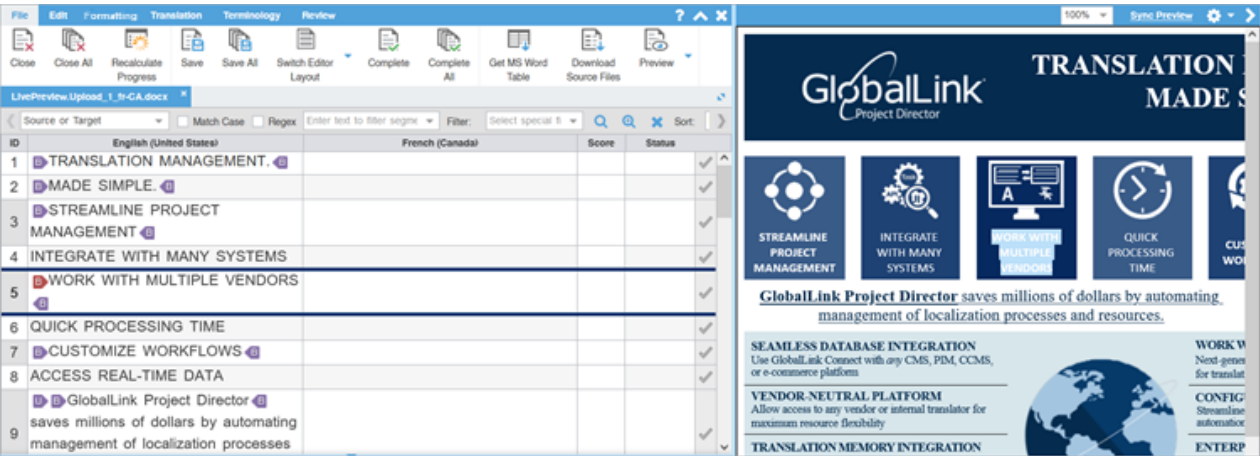 File Edit Formatting Translation Terminology Review ?
100% Sync Preview
Close Close All Recalculate Progress Save Save All Switch Editor Layout Complete Complete All Get MS Word Table Download Source Files Preview
LivePreview.Upload_1_fr-CA.docx
Source or Target Match Case Regex Enter text to filter segme Filter: Select special fi Sort:
ID English (United States) French (Canada) Score Status
1 TRANSLATION MANAGEMENT.
2 MADE SIMPLE.
3 STREAMLINE PROJECT
MANAGEMENT
4 INTEGRATE WITH MANY SYSTEMS
5 WORK WITH MULTIPLE VENDORS
6 QUICK PROCESSING TIME
7 CUSTOMIZE WORKFLOWS
8 ACCESS REAL-TIME DATA
9 GlobalLink Project Director
saves millions of dollars by automating
management of localization processes
GlobalLink
Project Director
TRANSLATION
MADE S
STREAMLINE
PROJECT
MANAGEMENT
INTEGRATE
WITH MANY
SYSTEMS
A
WORK WITH
MULTIPLE
VENDORS
QUICK
PROCESSING
TIME
CUS
WO
GlobalLink Project Director saves millions of dollars by automating
management of localization processes and resources.
SEAMLESS DATABASE INTEGRATION
Use GlobalLink Connect with any CMS, PIM, CCMS,
or e-commerce platform
VENDOR-NEUTRAL PLATFORM
Allow access to any vendor or internal translator for
maximum resource flexibility
TRANSLATION MEMORY INTEGRATION
WORK W
Next-gene
for translat
CONFIG
Streamline
automation
ENTERP